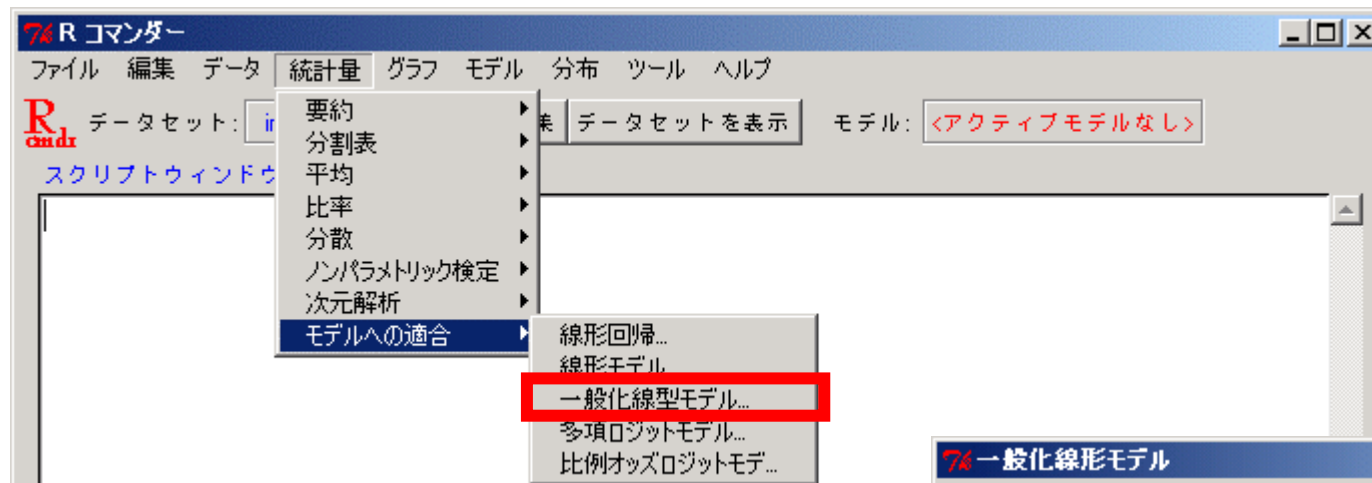 R コマンダー
ファイル 編集 データ 統計量 グラフ モデル 分布 ツール ヘルプ
R cmdr データセット: ir 集 データセットを表示 モデル: <アクティブモデルなし>
スクリプトウィンドウ
要約
分割表
平均
比率
分散
ノンパラメトリック検定
次元解析
モデルへの適合
線形回帰...
線形モデル
一般化線型モデル...
多項ロジットモデル...
比例オッズロジットモデ...
一般化線形モデル